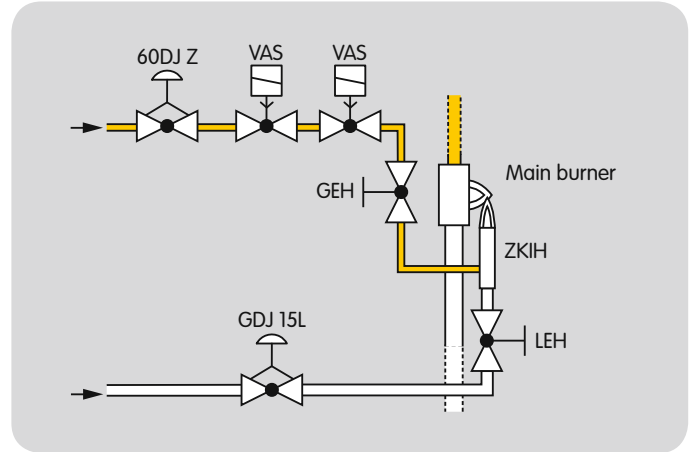 60DJ Z
VAS
VAS
GEH
Main burner
ZKIH
GDJ 15L
LEH